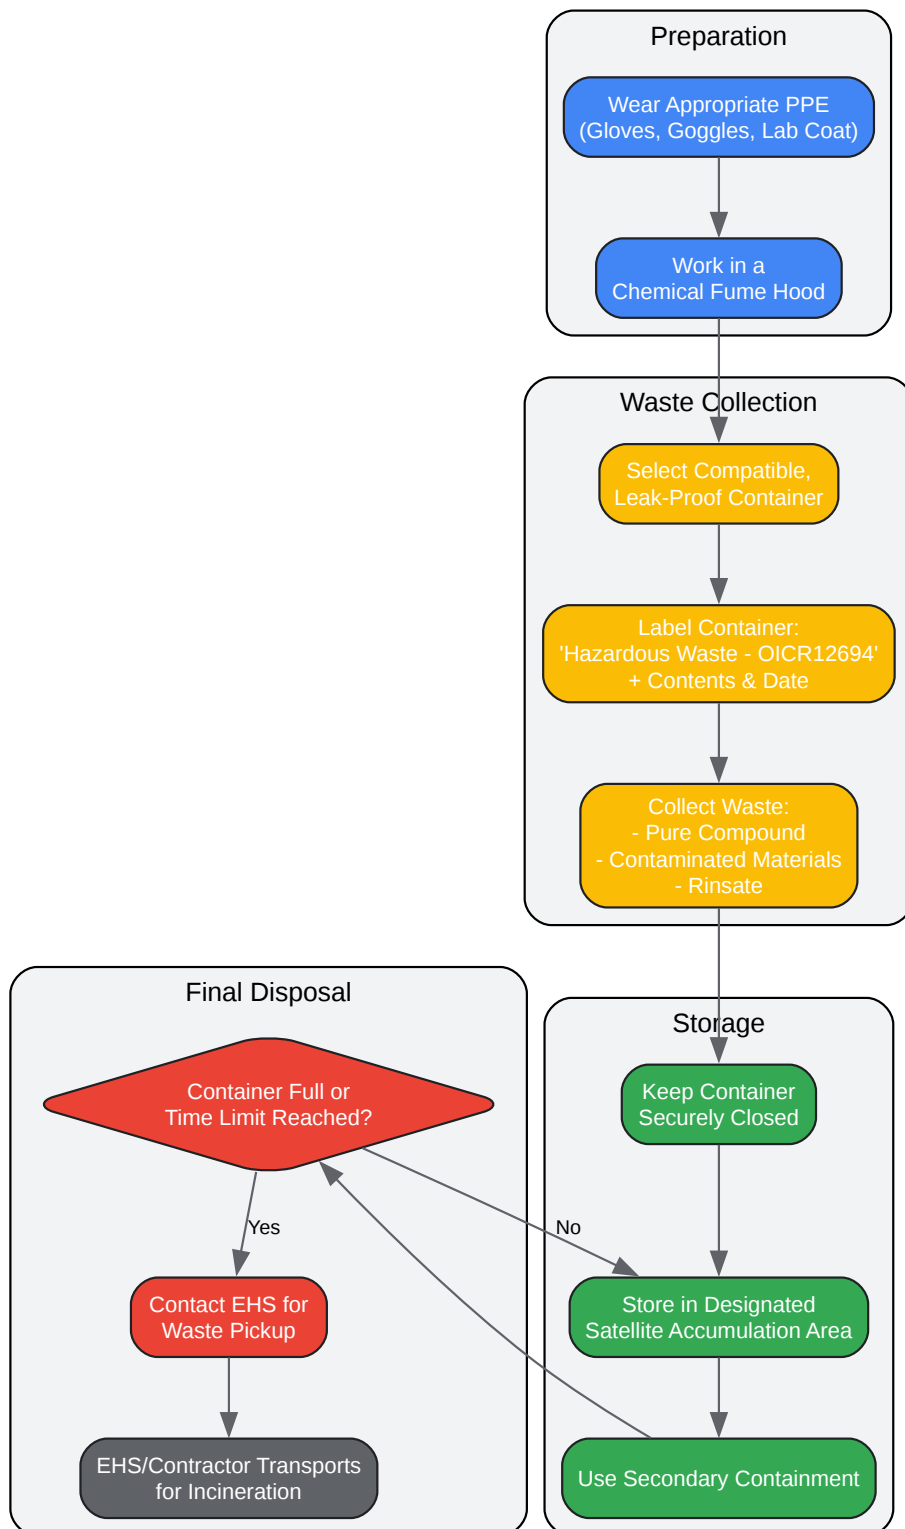 Preparation
Wear Appropriate PPE
(Gloves, Goggles, Lab Coat)
Work in a
Chemical Fume Hood
Waste Collection
Select Compatible,
Leak-Proof Container
Label Container:
'Hazardous Waste - OICR12694'
+ Contents & Date
Collect Waste:
- Pure Compound
- Contaminated Materials
- Rinsate
Final Disposal
Container Full or
Time Limit Reached?
Yes
No
Contact EHS for
Waste Pickup
EHS/Contractor Transports
for Incineration
Storage
Keep Container
Securely Closed
Store in Designated
Satellite Accumulation Area
Use Secondary Containment